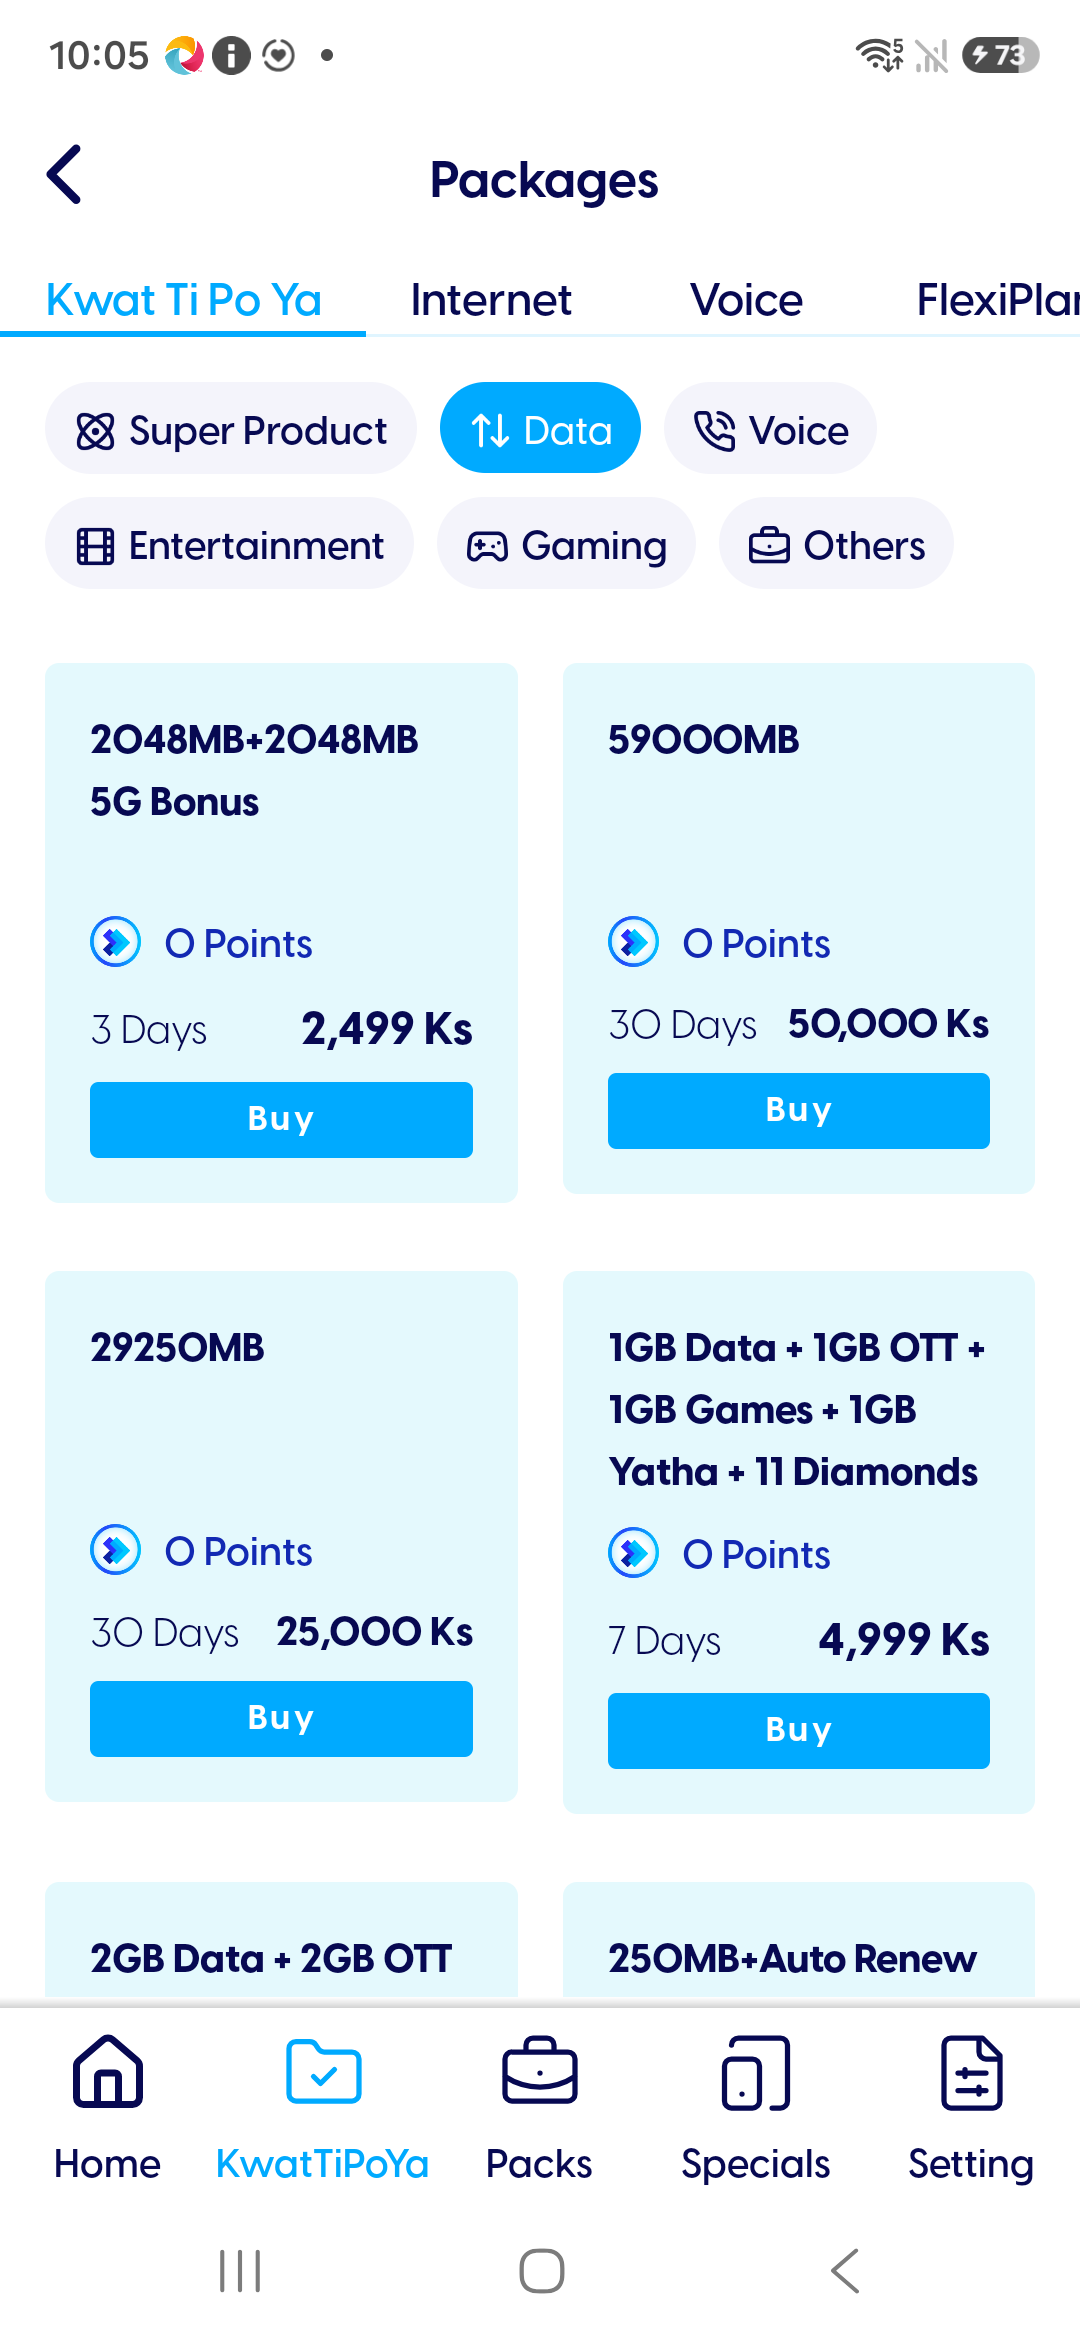 10:05
5
73
Packages
Kwat Ti Po Ya Internet Voice FlexiPlan
Super Product Data Voice
Entertainment Gaming Others
2048MB+2048MB
5G Bonus
0 Points
3 Days 2,499 Ks
Buy
59000MB
0 Points
30 Days 50,000 Ks
Buy
29250MB
0 Points
30 Days 25,000 Ks
Buy
1GB Data + 1GB OTT +
1GB Games + 1GB
Yatha + 11 Diamonds
0 Points
7 Days 4,999 Ks
Buy
2GB Data + 2GB OTT
250MB+Auto Renew
Home KwatTiPoYa Packs Specials Setting